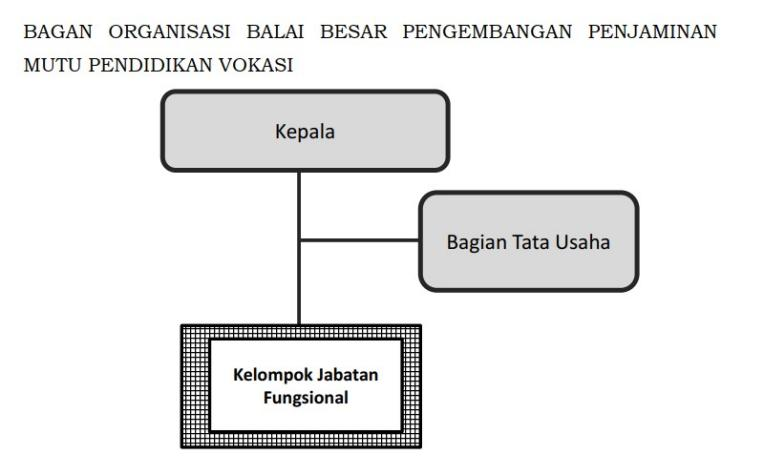 BAGAN ORGANISASI BALAI BESAR PENGEMBANGAN PENJAMINAN
MUTU PENDIDIKAN VOKASI
Kepala
Bagian Tata Usaha
Kelompok Jabatan
Fungsional